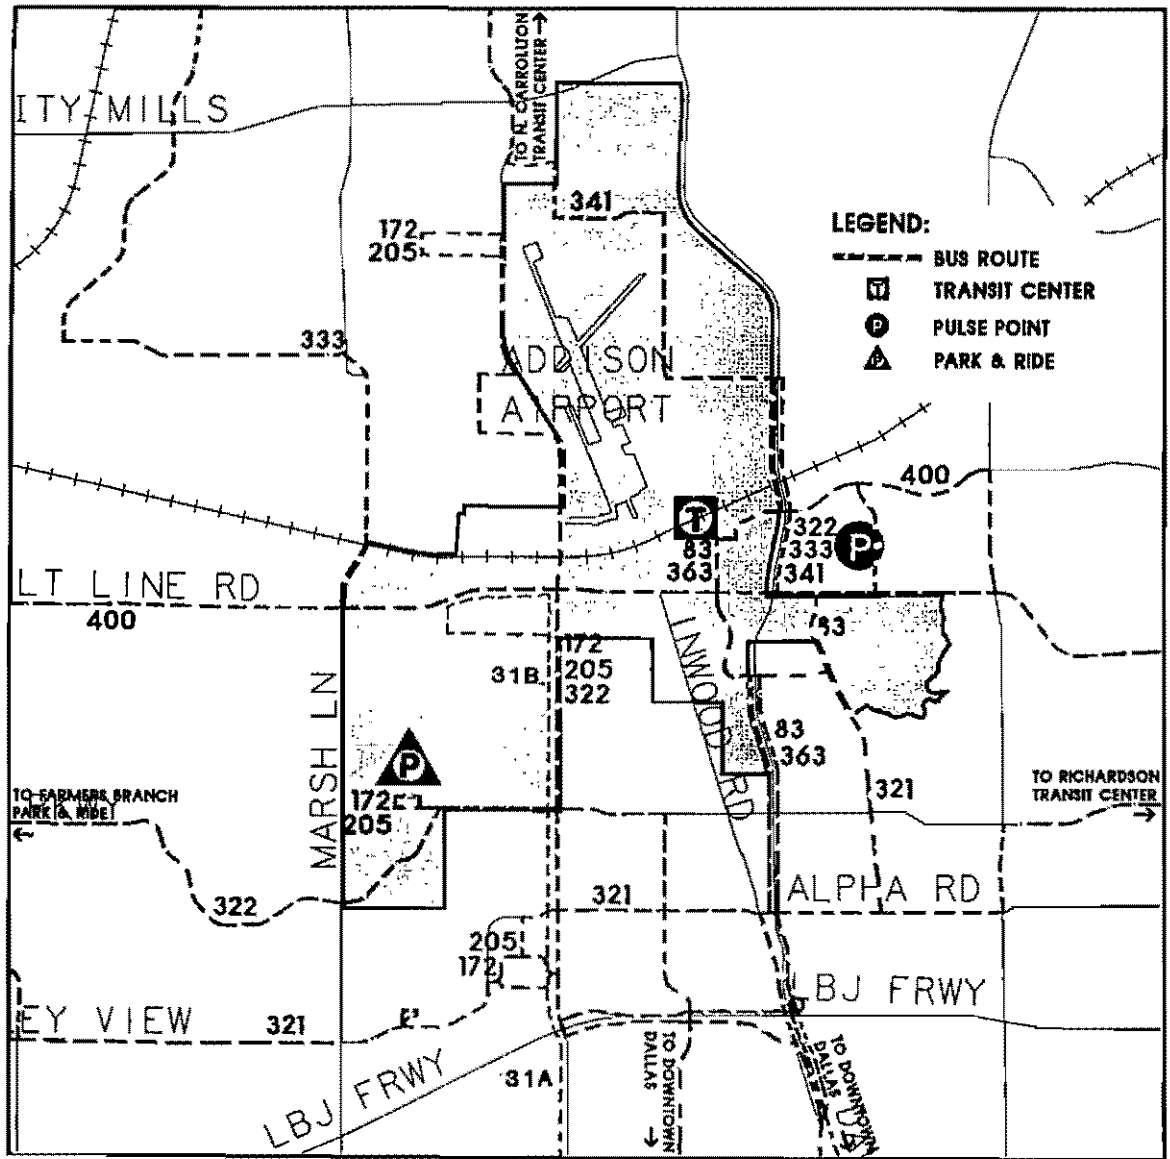 TO N. CARROLLTON
TRANSIT CENTER →
ITY MILLS
341
172
205
LEGEND:
BUS ROUTE
T TRANSIT CENTER
P PULSE POINT
P PARK & RIDE
333
ADDISON
AIRPORT
400
T
83
363
322
333
341
P
LT LINE RD
400
83
172
205
322
31B
INWOOD RD
MARSH LN
P
83
363
321
TO FARMERS BRANCH
PARK & RIDE
←
172
205
TO RICHARDSON
TRANSIT CENTER
→
322
321
ALPHA RD
205
172
LBJ FRWY
EY VIEW
321
31A
LBJ FRWY
TO DOWNTOWN
DALLAS
→
TO DOWNTOWN
DALLAS